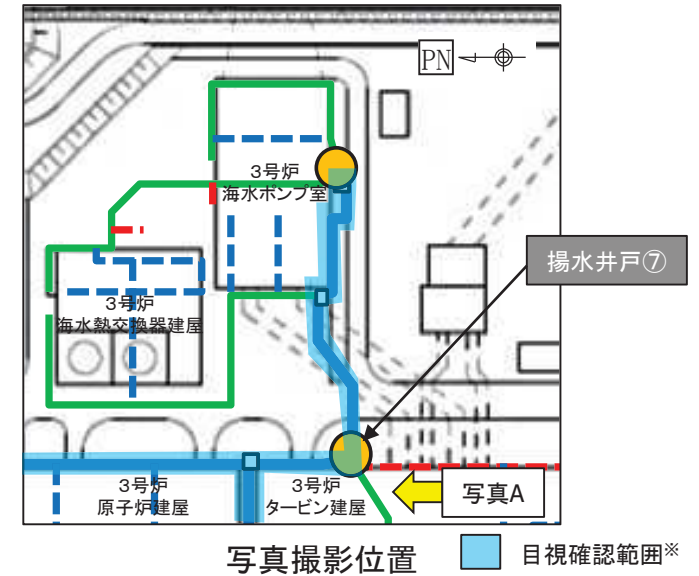 PN
3号炉
海水ポンプ室
揚水井戸⑦
3号炉
海水熱交換器建屋
3号炉
原子炉建屋
3号炉
タービン建屋
写真A
写真撮影位置
目視確認範囲※